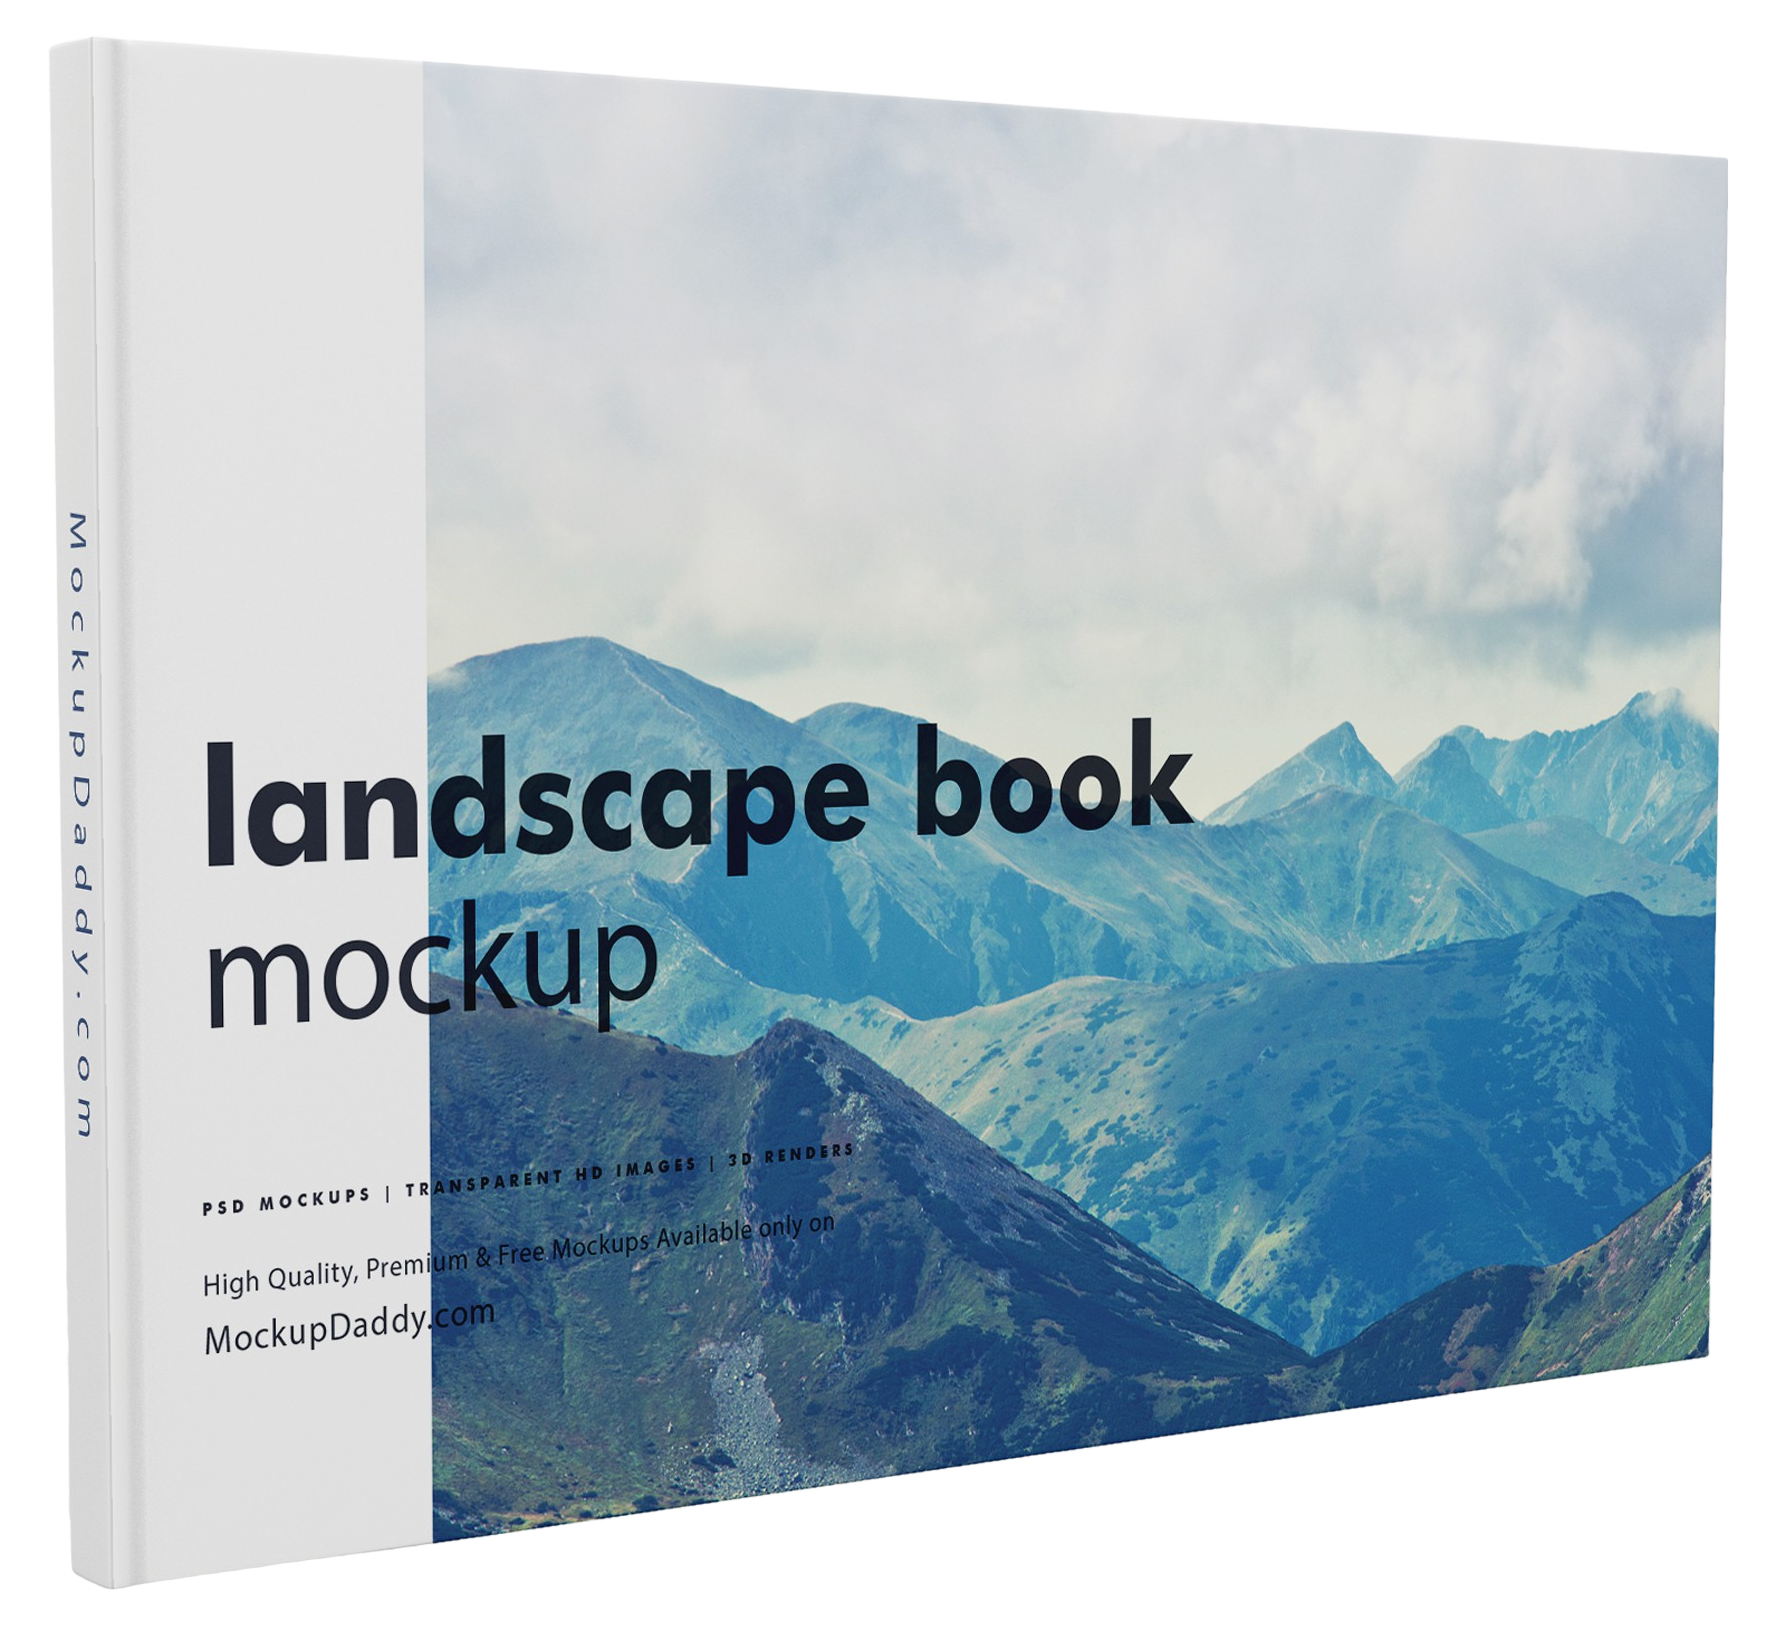 MockupDaddy.com
landscape book
mockup
PSD MOCKUPS | TRANSPARENT HD IMAGES | 3D RENDERS
High Quality, Premium & Free Mockups Available only on
MockupDaddy.com